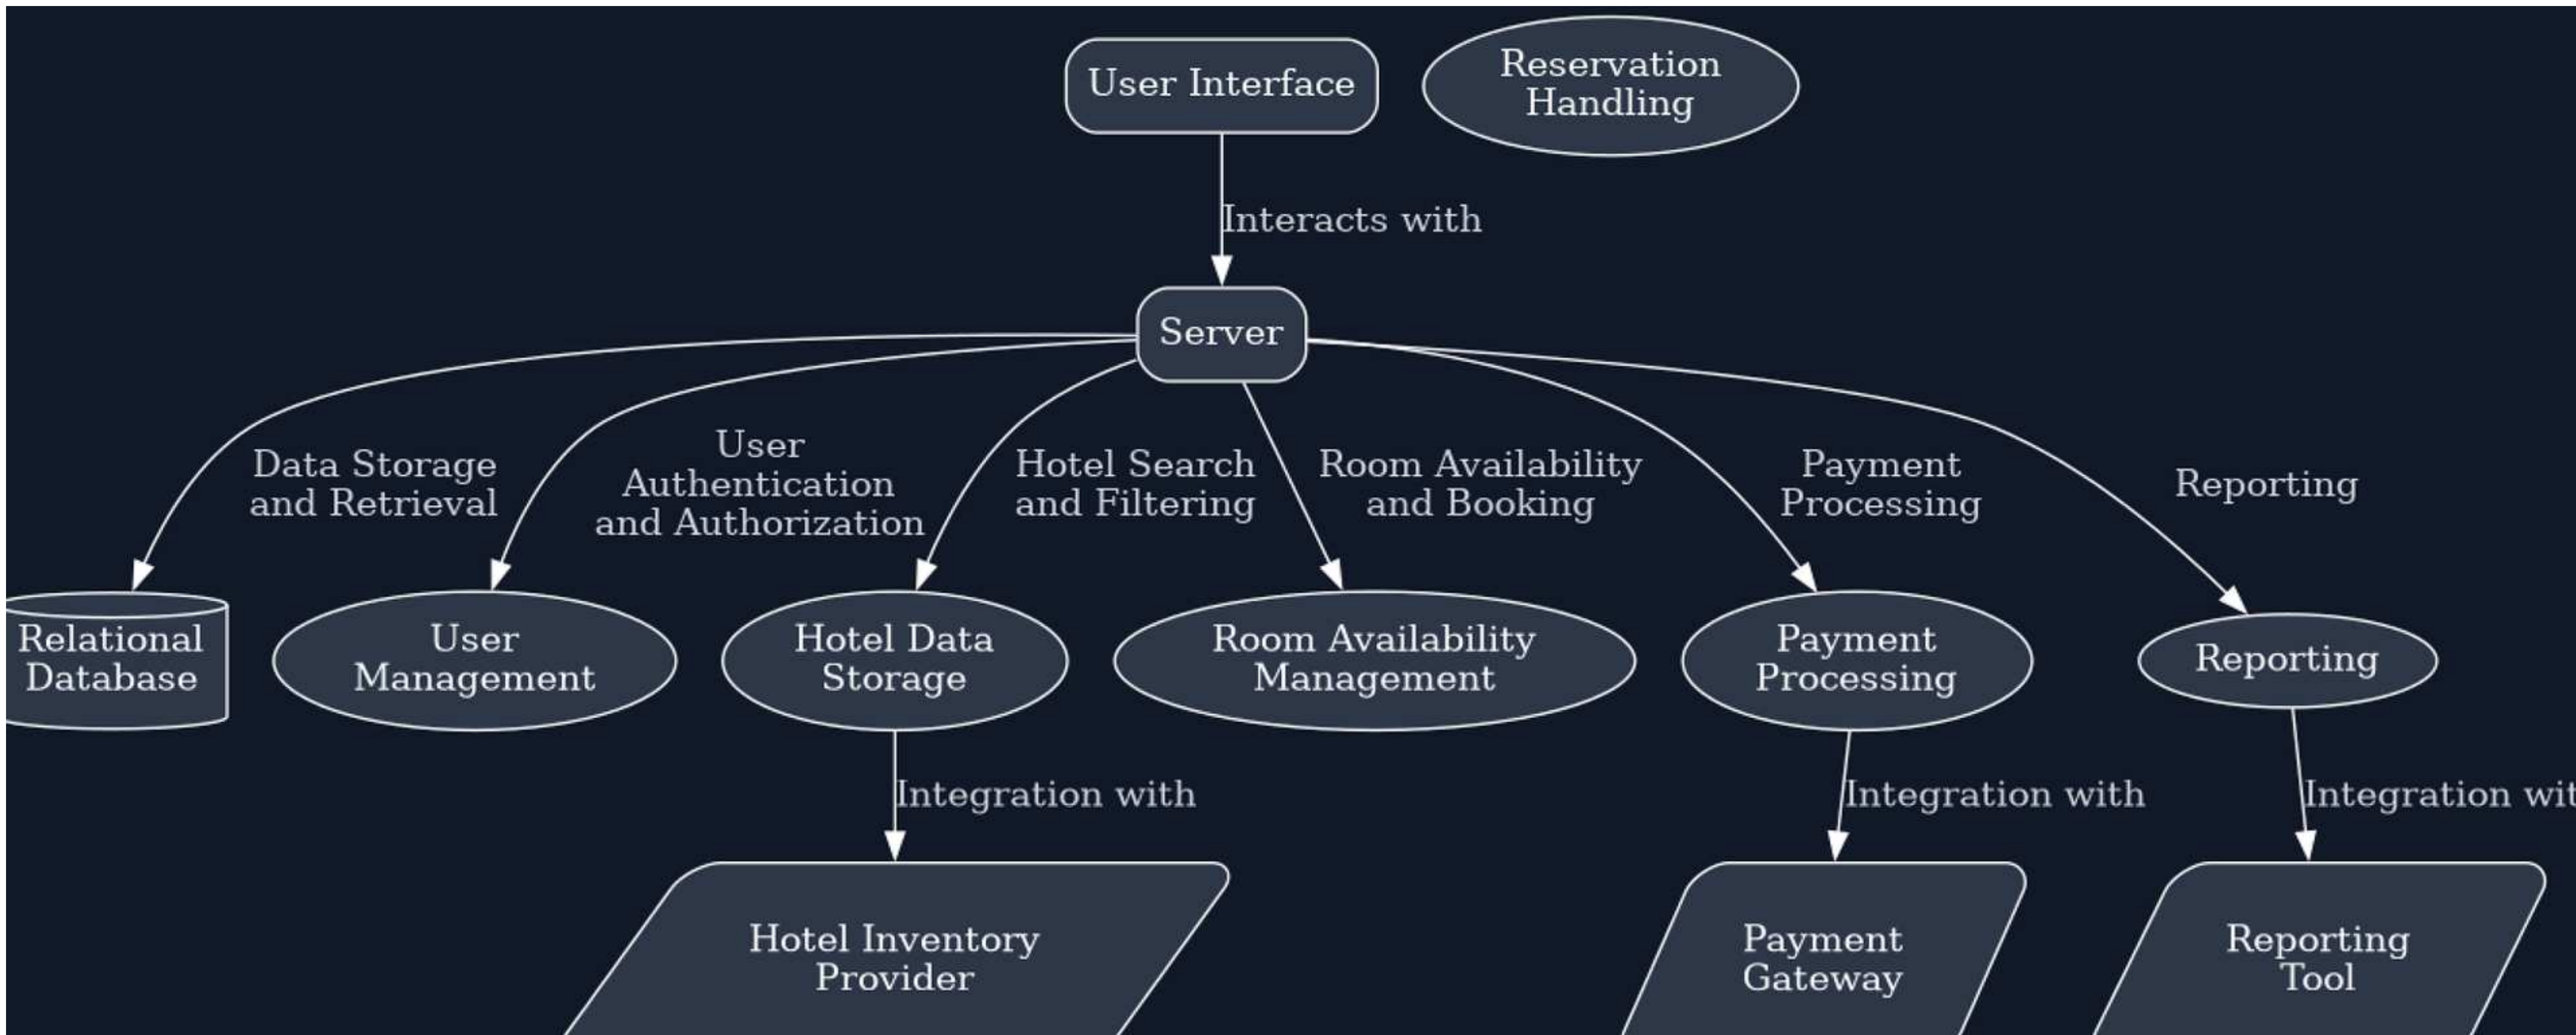 User Interface
Reservation
Handling
Interacts with
Server
Data Storage
and Retrieval
User
Authentication
and Authorization
Hotel Search
and Filtering
Room Availability
and Booking
Payment
Processing
Reporting
Relational
Database
User
Management
Hotel Data
Storage
Room Availability
Management
Payment
Processing
Reporting
Integration with
Integration with
Integration wit
Hotel Inventory
Provider
Payment
Gateway
Reporting
Tool